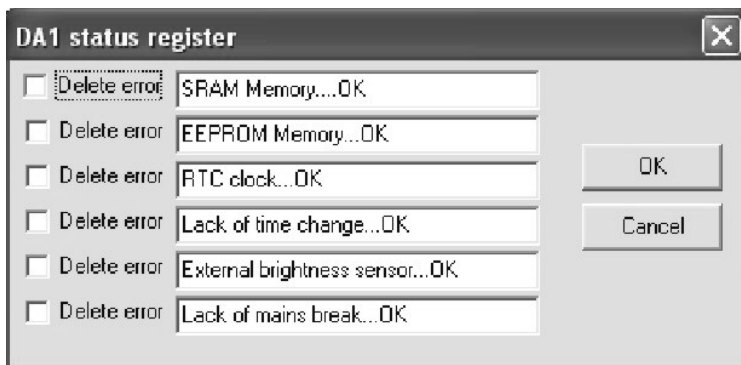 DA1 status register
Delete error SRAM Memory....OK
Delete error EEPROM Memory...OK
Delete error RTC clock...OK
Delete error Lack of time change...OK
Delete error External brightness sensor...OK
Delete error Lack of mains break...OK
OK
Cancel